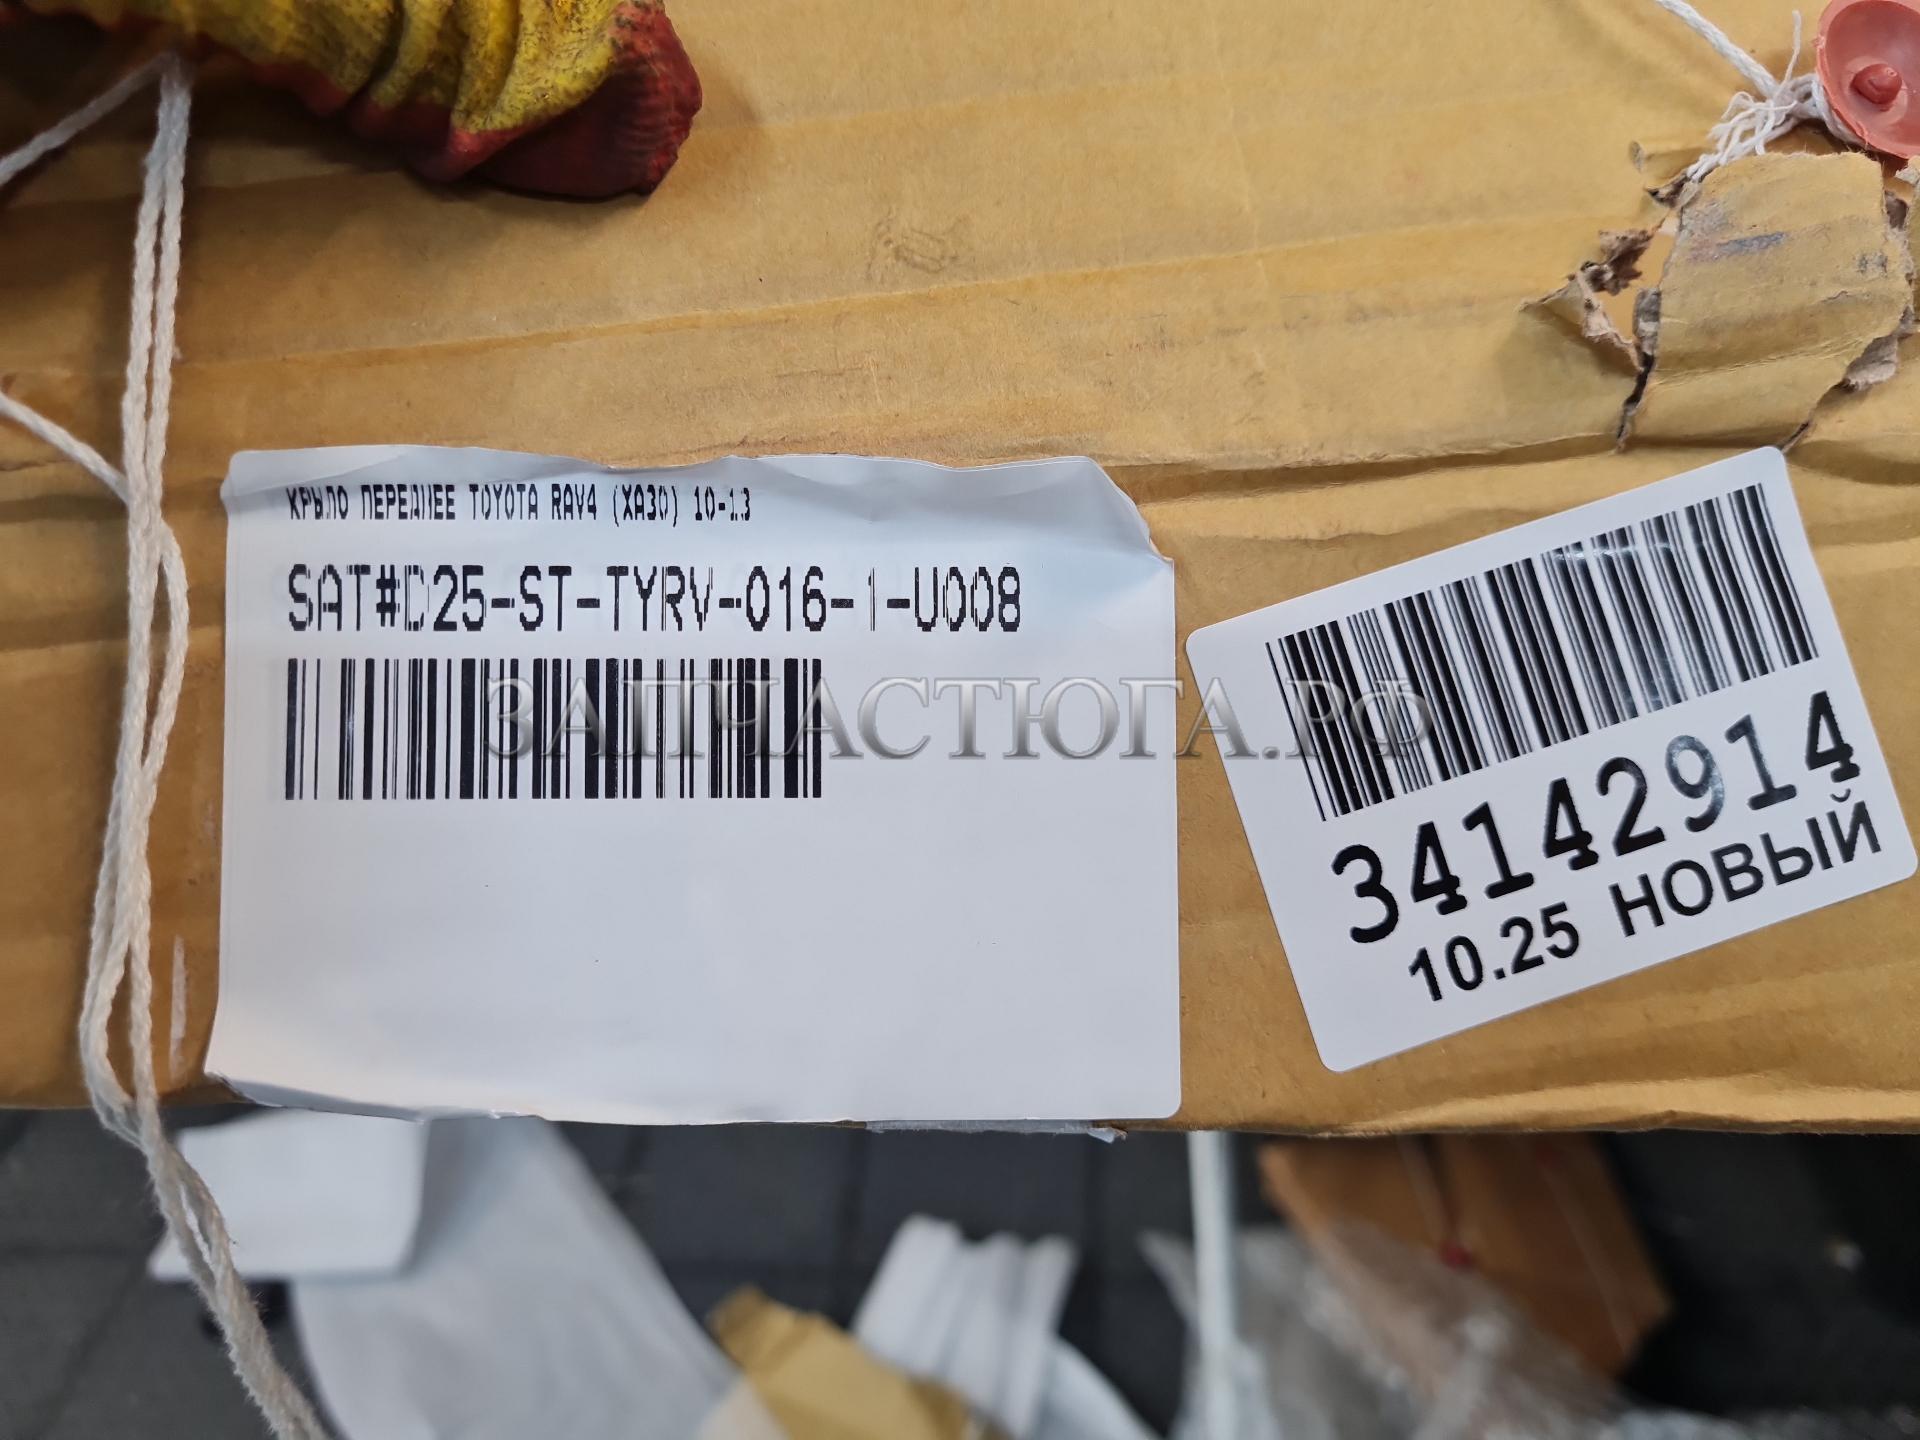 КРЫЛО ПЕРЕДНЕЕ TOYOTA RAV4 (XA30) 10-13
SAT#D25-ST-TYRV-016-1-U008
ЗАПЧАСТЮГА.РФ
34142914
10.25 НОВЫЙ